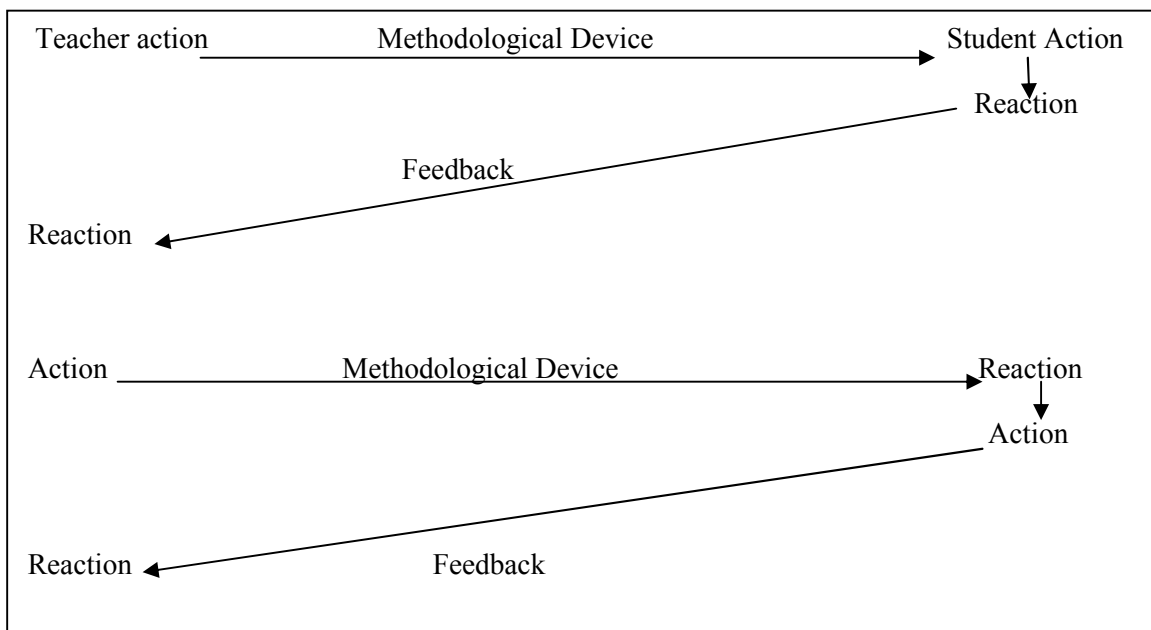 Teacher action Methodological Device Student Action
Reaction
Feedback
Reaction
Action Methodological Device Reaction
Action
Reaction Feedback